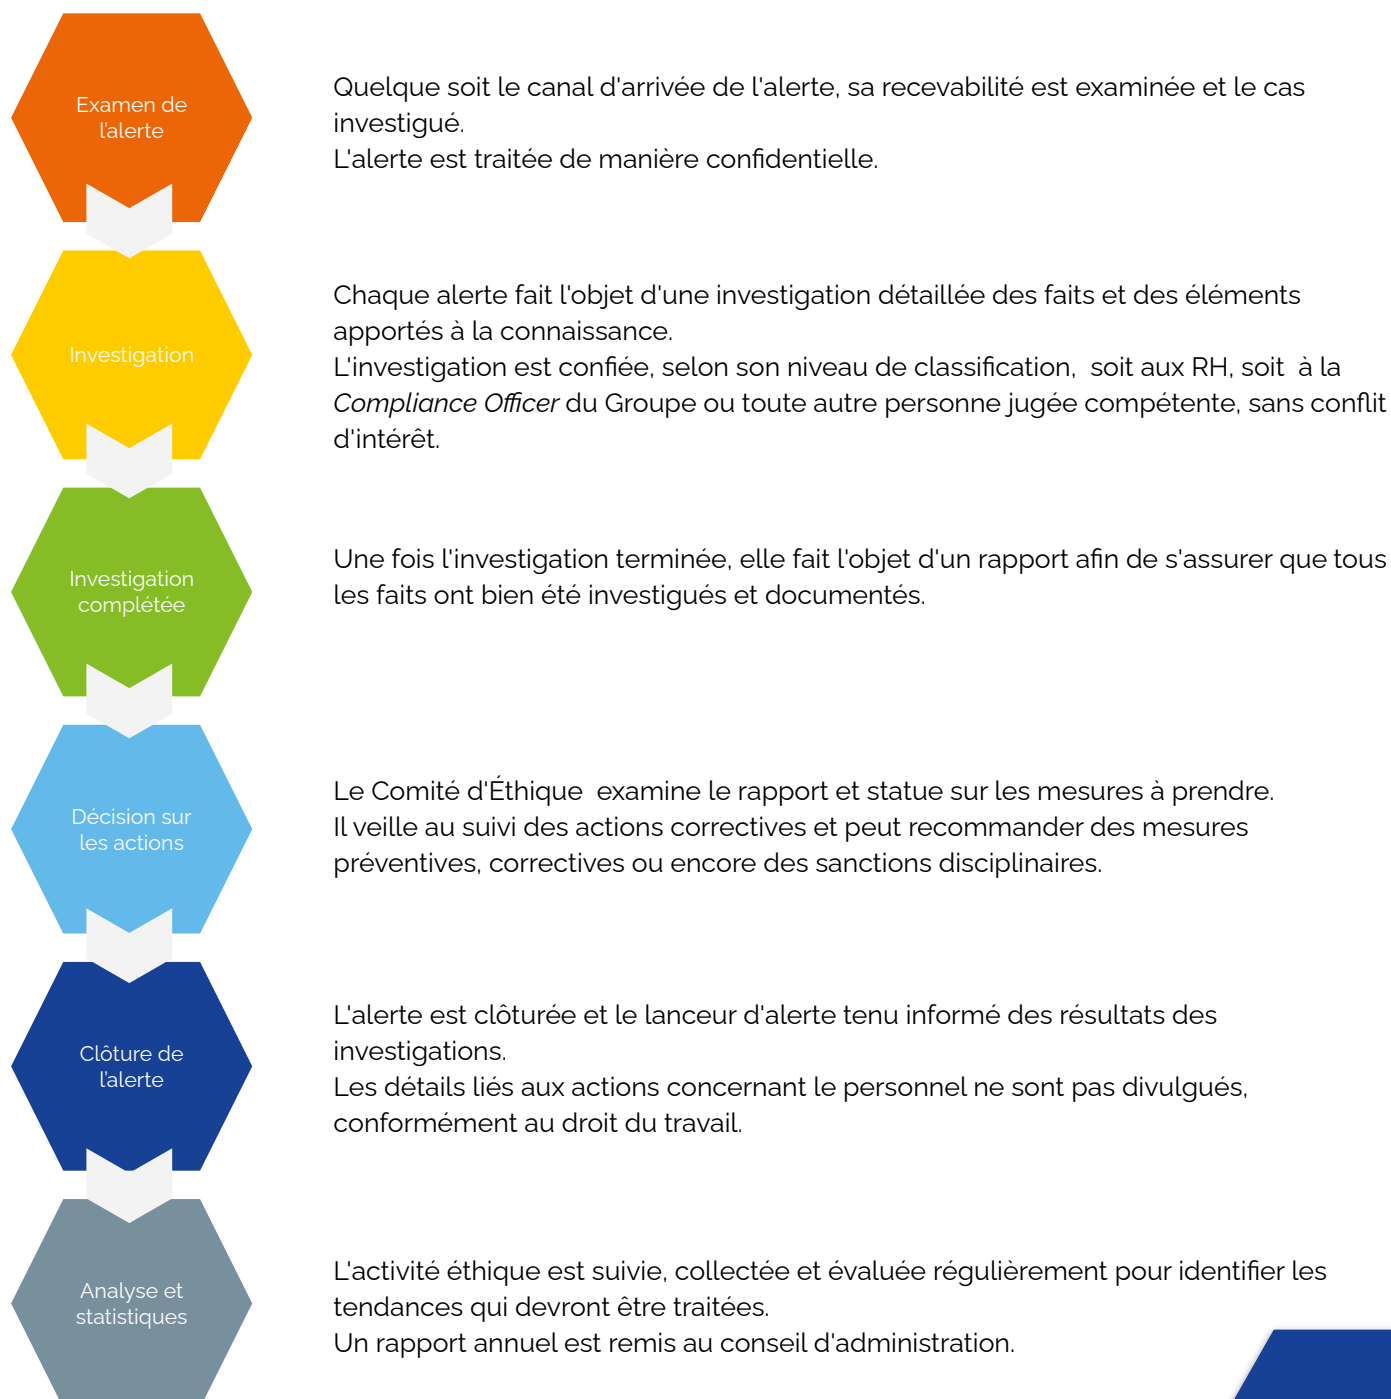 Examen de
l'alerte
Quelque soit le canal d'arrivée de l'alerte, sa recevabilité est examinée et le cas
investigué.
L'alerte est traitée de manière confidentielle.
Investigation
Chaque alerte fait l'objet d'une investigation détaillée des faits et des éléments
apportés à la connaissance.
L'investigation est confiée, selon son niveau de classification,  soit aux RH, soit  à la
Compliance Officer du Groupe ou toute autre personne jugée compétente, sans conflit
d'intérêt.
Investigation
complétée
Une fois l'investigation terminée, elle fait l'objet d'un rapport afin de s'assurer que tous
les faits ont bien été investigués et documentés.
Décision sur
les actions
Le Comité d'Éthique  examine le rapport et statue sur les mesures à prendre.
Il veille au suivi des actions correctives et peut recommander des mesures
préventives, correctives ou encore des sanctions disciplinaires.
Clôture de
l'alerte
L'alerte est clôturée et le lanceur d'alerte tenu informé des résultats des
investigations.
Les détails liés aux actions concernant le personnel ne sont pas divulgués,
conformément au droit du travail.
Analyse et
statistiques
L'activité éthique est suivie, collectée et évaluée régulièrement pour identifier les
tendances qui devront être traitées.
Un rapport annuel est remis au conseil d'administration.